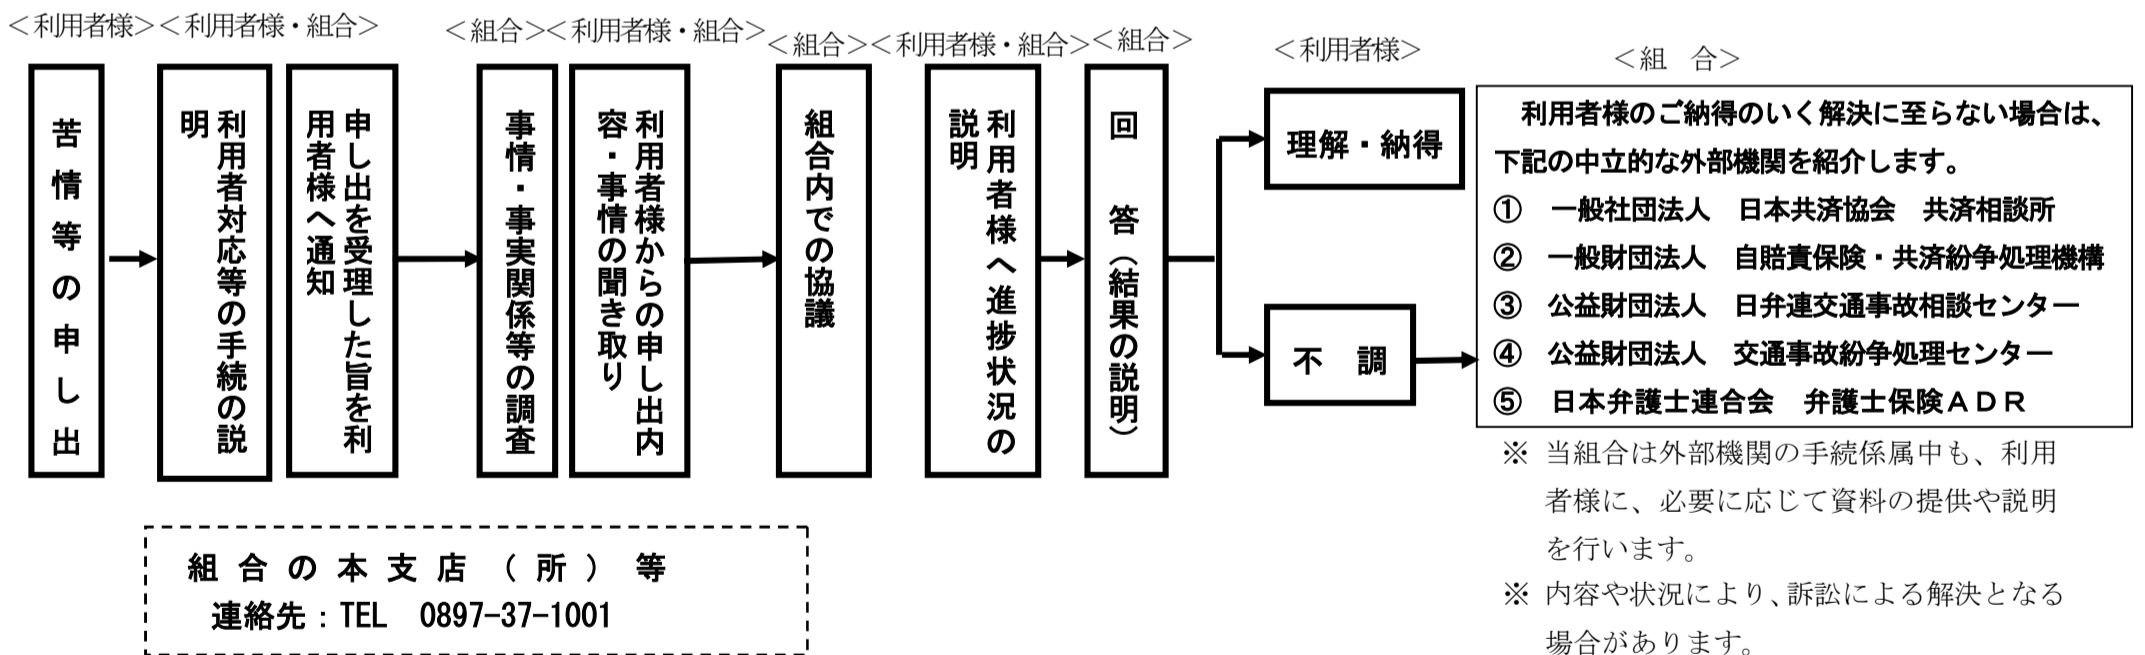 <利用者様>
<利用者様・組合>
<組合>
<利用者様・組合>
<組合>
<利用者様・組合>
<組合>
<利用者様>
<組　合>
苦情等の申し出
利用者対応等の手続の説
明
申し出を受理した旨を利
用者様へ通知
事情・事実関係等の調査
利用者様からの申し出内
容・事情の聞き取り
組合内での協議
利用者様へ進捗状況の
説明
回　答（結果の説明）
理解・納得
不　調
利用者様のご納得のいく解決に至らない場合は、
下記の中立的な外部機関を紹介します。
①　一般社団法人　日本共済協会　共済相談所
②　一般財団法人　自賠責保険・共済紛争処理機構
③　公益財団法人　日弁連交通事故相談センター
④　公益財団法人　交通事故紛争処理センター
⑤　日本弁護士連合会　弁護士保険ＡＤＲ
※ 当組合は外部機関の手続係属中も、利用
者様に、必要に応じて資料の提供や説明
を行います。
※ 内容や状況により、訴訟による解決となる
場合があります。
組合の本支店（所）等
連絡先：TEL　0897-37-1001